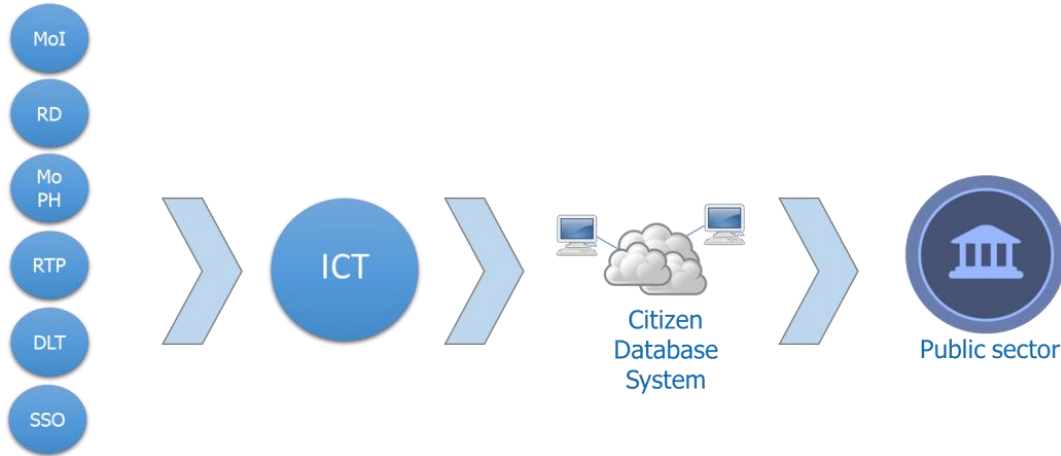 MoI
RD
Mo
PH
RTP
DLT
SSO
ICT
Citizen
Database
System
Public sector